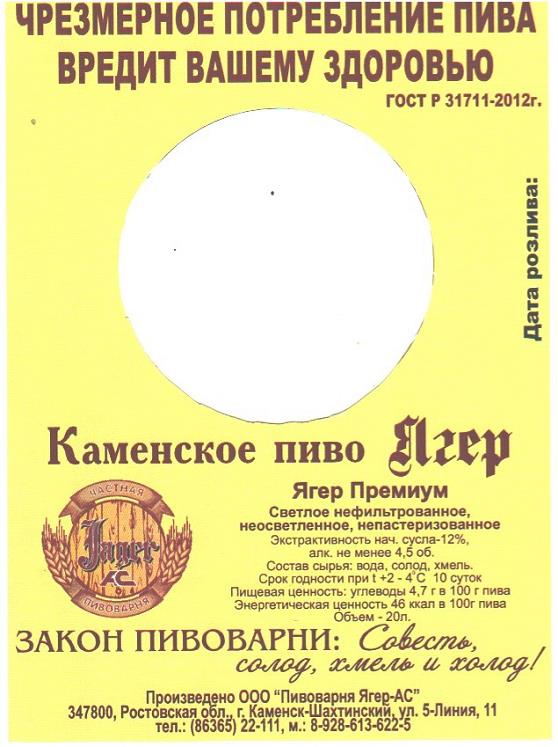 ЧРЕЗМЕРНОЕ ПОТРЕБЛЕНИЕ ПИВА
ВРЕДИТ ВАШЕМУ ЗДОРОВЬЮ
ГОСТ Р 31711-2012г.
Дата розлива:
Каменское пиво Ягер
ЧАСТНАЯ
Jager
АС
ПИВОВАРНЯ
Ягер Премиум
Светлое нефильтрованное,
неосветленное, непастеризованное
Экстрактивность нач. сусла-12%,
алк. не менее 4,5 об.
Состав сырья: вода, солод, хмель.
Срок годности при t +2 - 4°С 10 суток
Пищевая ценность: углеводы 4,7 г в 100 г пива
Энергетическая ценность 46 ккал в 100г пива
Объем - 20л.
ЗАКОН ПИВОВАРНИ: Совесть,
солод, хмель и холод!
Произведено ООО "Пивоварня Ягер-АС"
347800, Ростовская обл., г. Каменск-Шахтинский, ул. 5-Линия, 11
тел.: (86365) 22-111, м.: 8-928-613-622-5